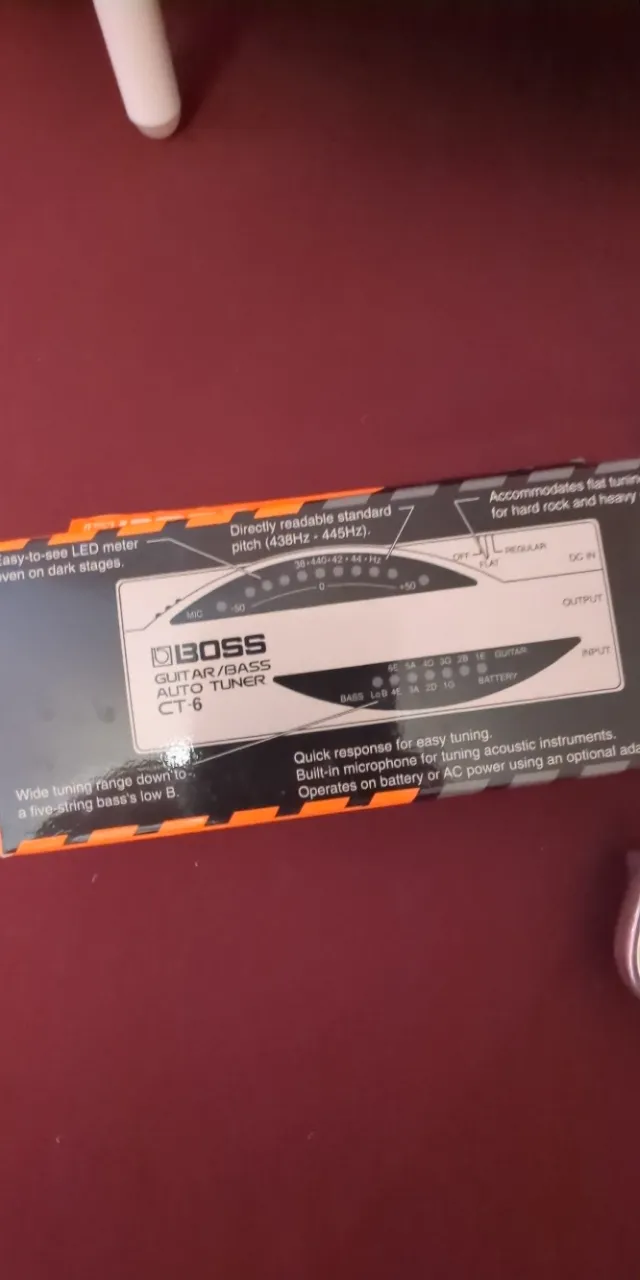 Easy-to-see LED meter
even on dark stages.
Directly readable standard
pitch (438Hz - 445Hz).
Accommodates flat
for hard rock and heavy
38·440·42·44·Hz
MIC
-50
0
+50
OFF
FLAT
REGULAR
DC IN
OUTPUT
INPUT
BOSS
GUITAR/BASS
AUTO TUNER
CT-6
6E 5A 4D 3G 2B 1E GUITAR
BASS LoB 4E 3A 2D 1G BATTERY
Wide tuning range down to
a five-string bass's low B.
Quick response for easy tuning.
Built-in microphone for tuning acoustic instruments.
Operates on battery or AC power using an optional